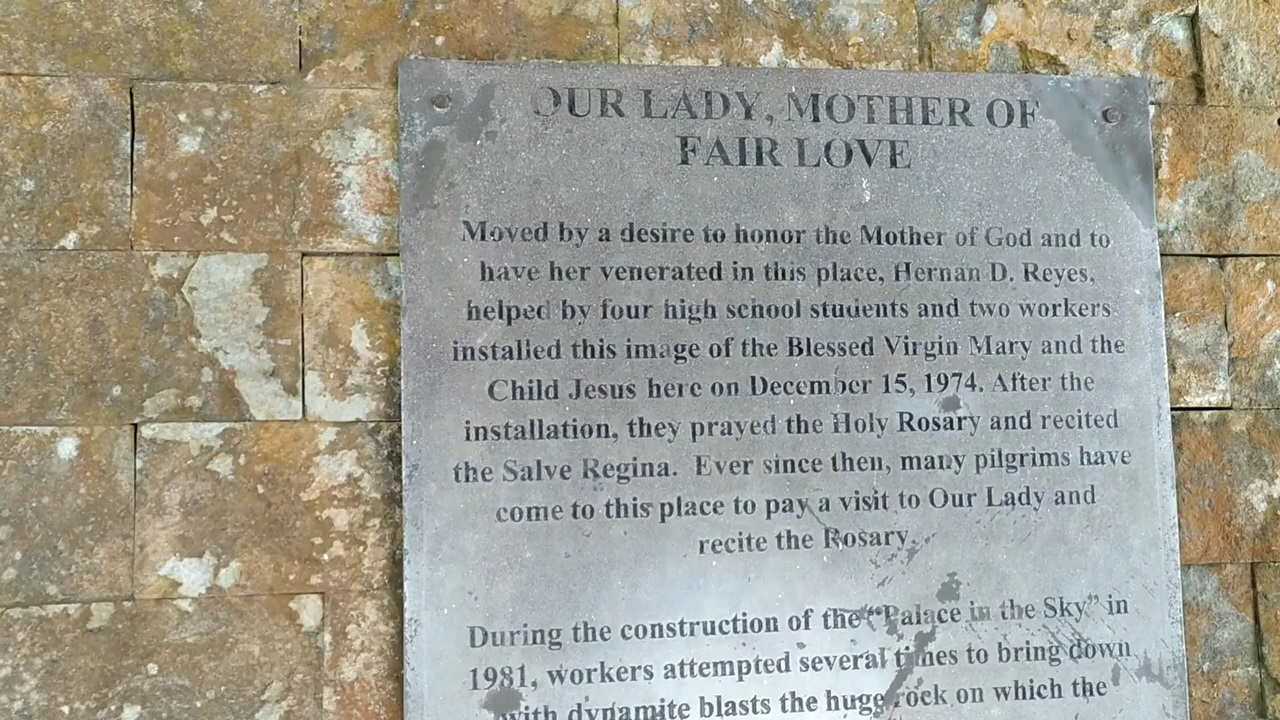 OUR LADY, MOTHER OF
FAIR LOVE
Moved by a desire to honor the Mother of God and to
have her venerated in this place, Hernan D. Reyes,
helped by four high school students and two workers
installed this image of the Blessed Virgin Mary and the
Child Jesus here on December 15, 1974. After the
installation, they prayed the Holy Rosary and recited
the Salve Regina. Ever since then, many pilgrims have
come to this place to pay a visit to Our Lady and
recite the Rosary.
During the construction of the "Palace in the Sky" in
1981, workers attempted several times to bring down
with dynamite blasts the huge rock on which the